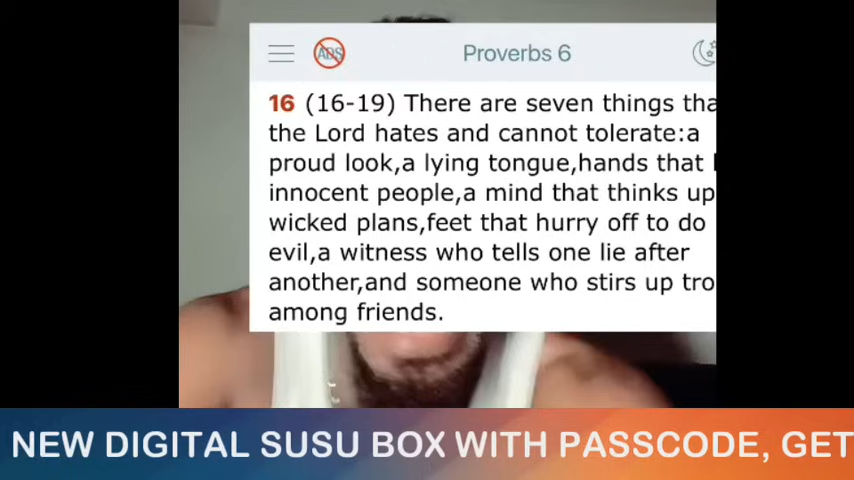 ADS
Proverbs 6
16 (16-19) There are seven things tha
the Lord hates and cannot tolerate:a
proud look,a lying tongue,hands that
innocent people,a mind that thinks up
wicked plans,feet that hurry off to do
evil,a witness who tells one lie after
another,and someone who stirs up tro
among friends.
NEW DIGITAL SUSU BOX WITH PASSCODE, GET